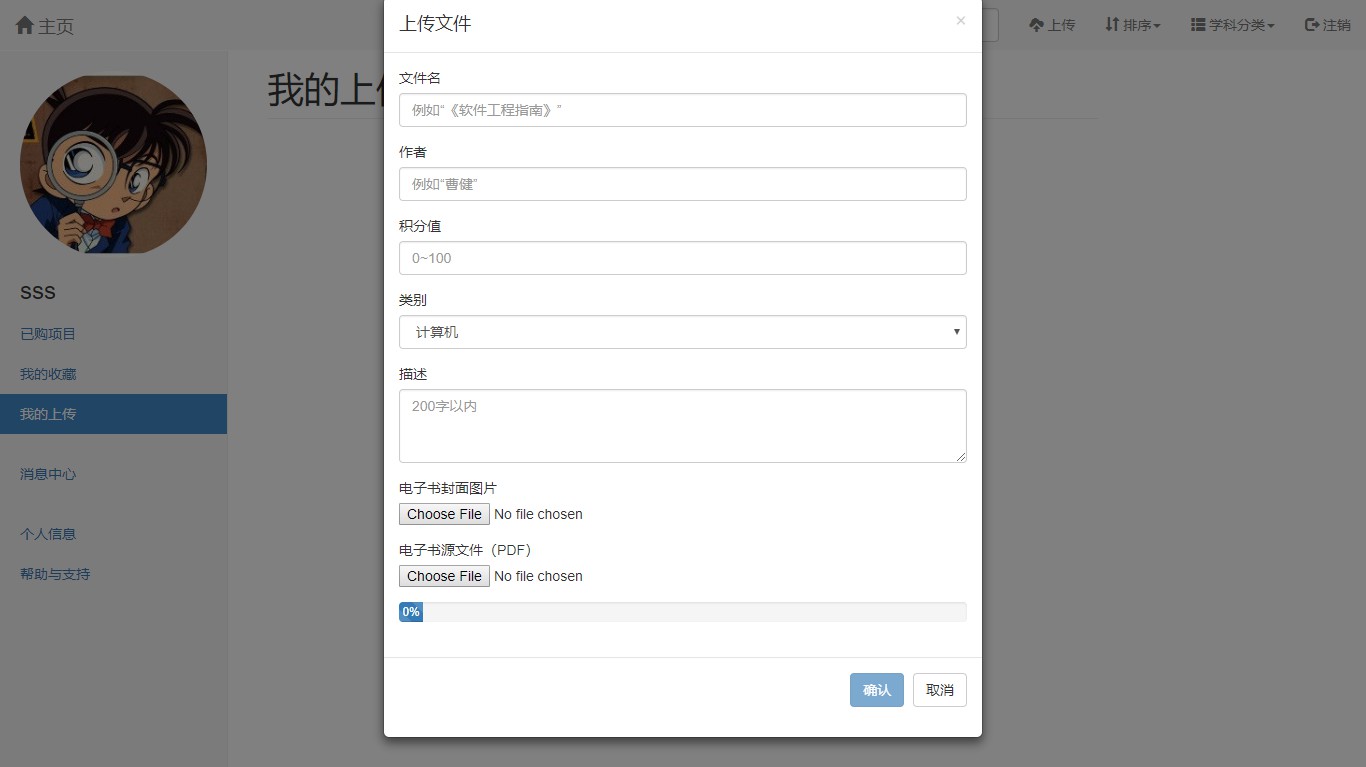 主页
上传
排序
学科分类
注销
SSS
已购项目
我的收藏
我的上传
消息中心
个人信息
帮助与支持
我的上
上传文件
×
文件名
例如“《软件工程指南》”
作者
例如“曹健”
积分值
0~100
类别
计算机
描述
200字以内
电子书封面图片
Choose File No file chosen
电子书源文件（PDF）
Choose File No file chosen
0%
确认
取消